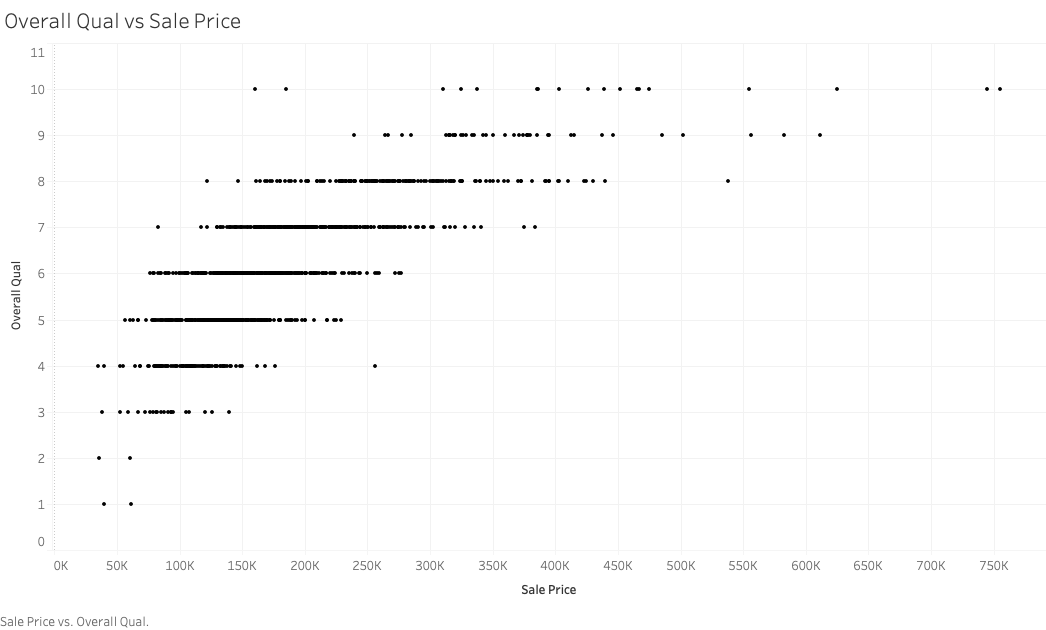 Overall Qual vs Sale Price
11
10
9
8
7
6
5
4
3
2
1
0
Overall Qual
0K 50K 100K 150K 200K 250K 300K 350K 400K 450K 500K 550K 600K 650K 700K 750K
Sale Price
Sale Price vs. Overall Qual.